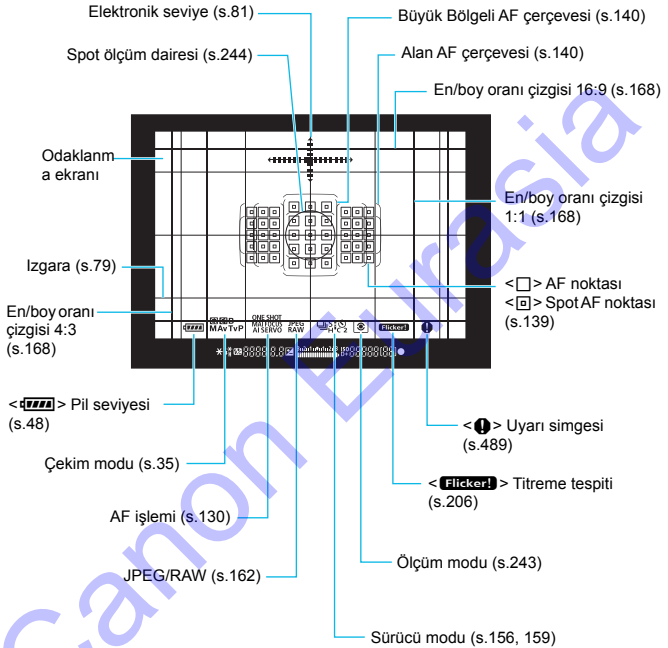 Elektronik seviye (s.81)
Büyük Bölgeli AF çerçevesi (s.140)
Spot ölçüm dairesi (s.244)
Alan AF çerçevesi (s.140)
En/boy oranı çizgisi 16:9 (s.168)
Odaklanm
a ekranı
En/boy oranı çizgisi
1:1 (s.168)
Izgara (s.79)
<□> AF noktası
<⊡> Spot AF noktası
(s.139)
En/boy oranı
çizgisi 4:3
(s.168)
MAvTvP
ONE SHOT
MAI FOCUS
AI SERVO
JPEG
RAW
Flicker!
< > Pil seviyesi
(s.48)
< > Uyarı simgesi
(s.489)
Çekim modu (s.35)
<Flicker!> Titreme tespiti
(s.206)
AF işlemi (s.130)
Ölçüm modu (s.243)
JPEG/RAW (s.162)
Sürücü modu (s.156, 159)
Canon Eurasia